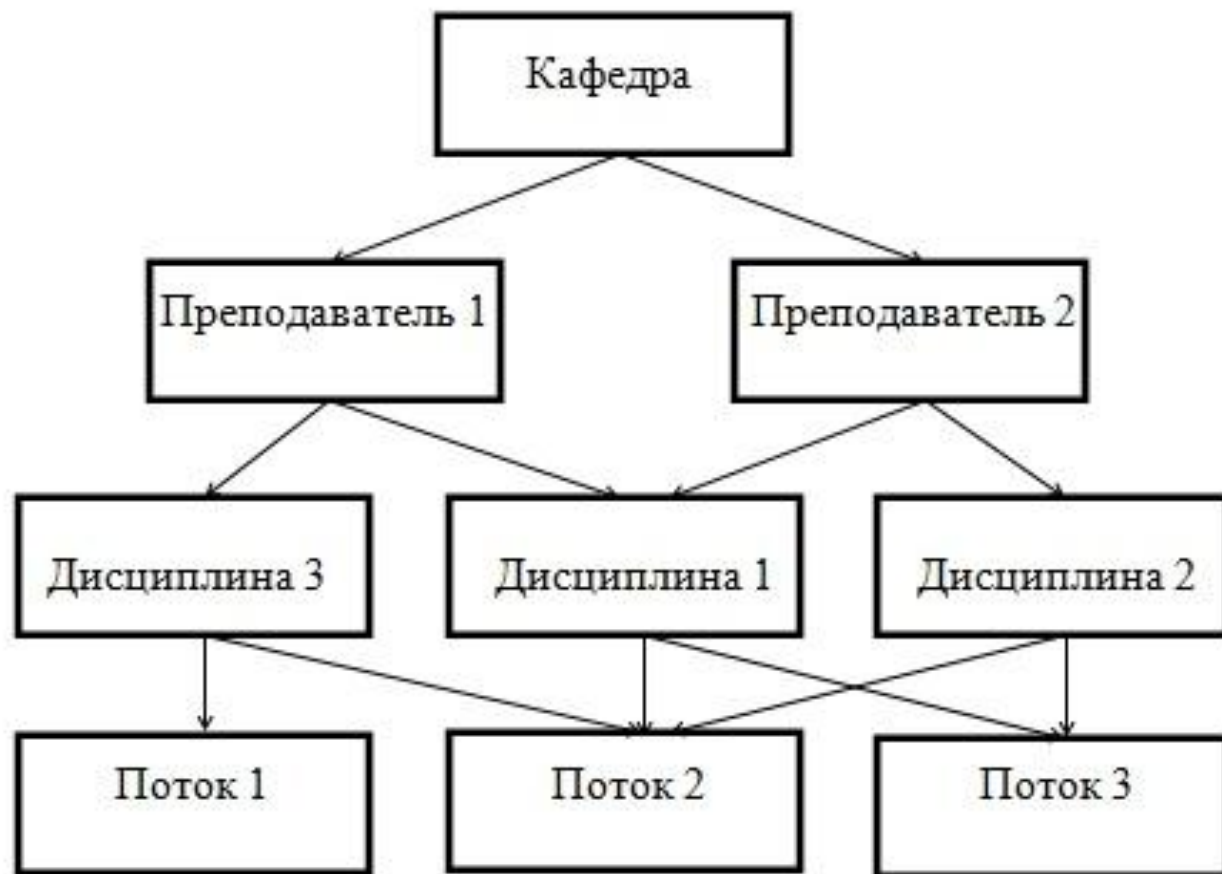 Кафедра
Преподаватель 1
Преподаватель 2
Дисциплина 3
Дисциплина 1
Дисциплина 2
Поток 1
Поток 2
Поток 3